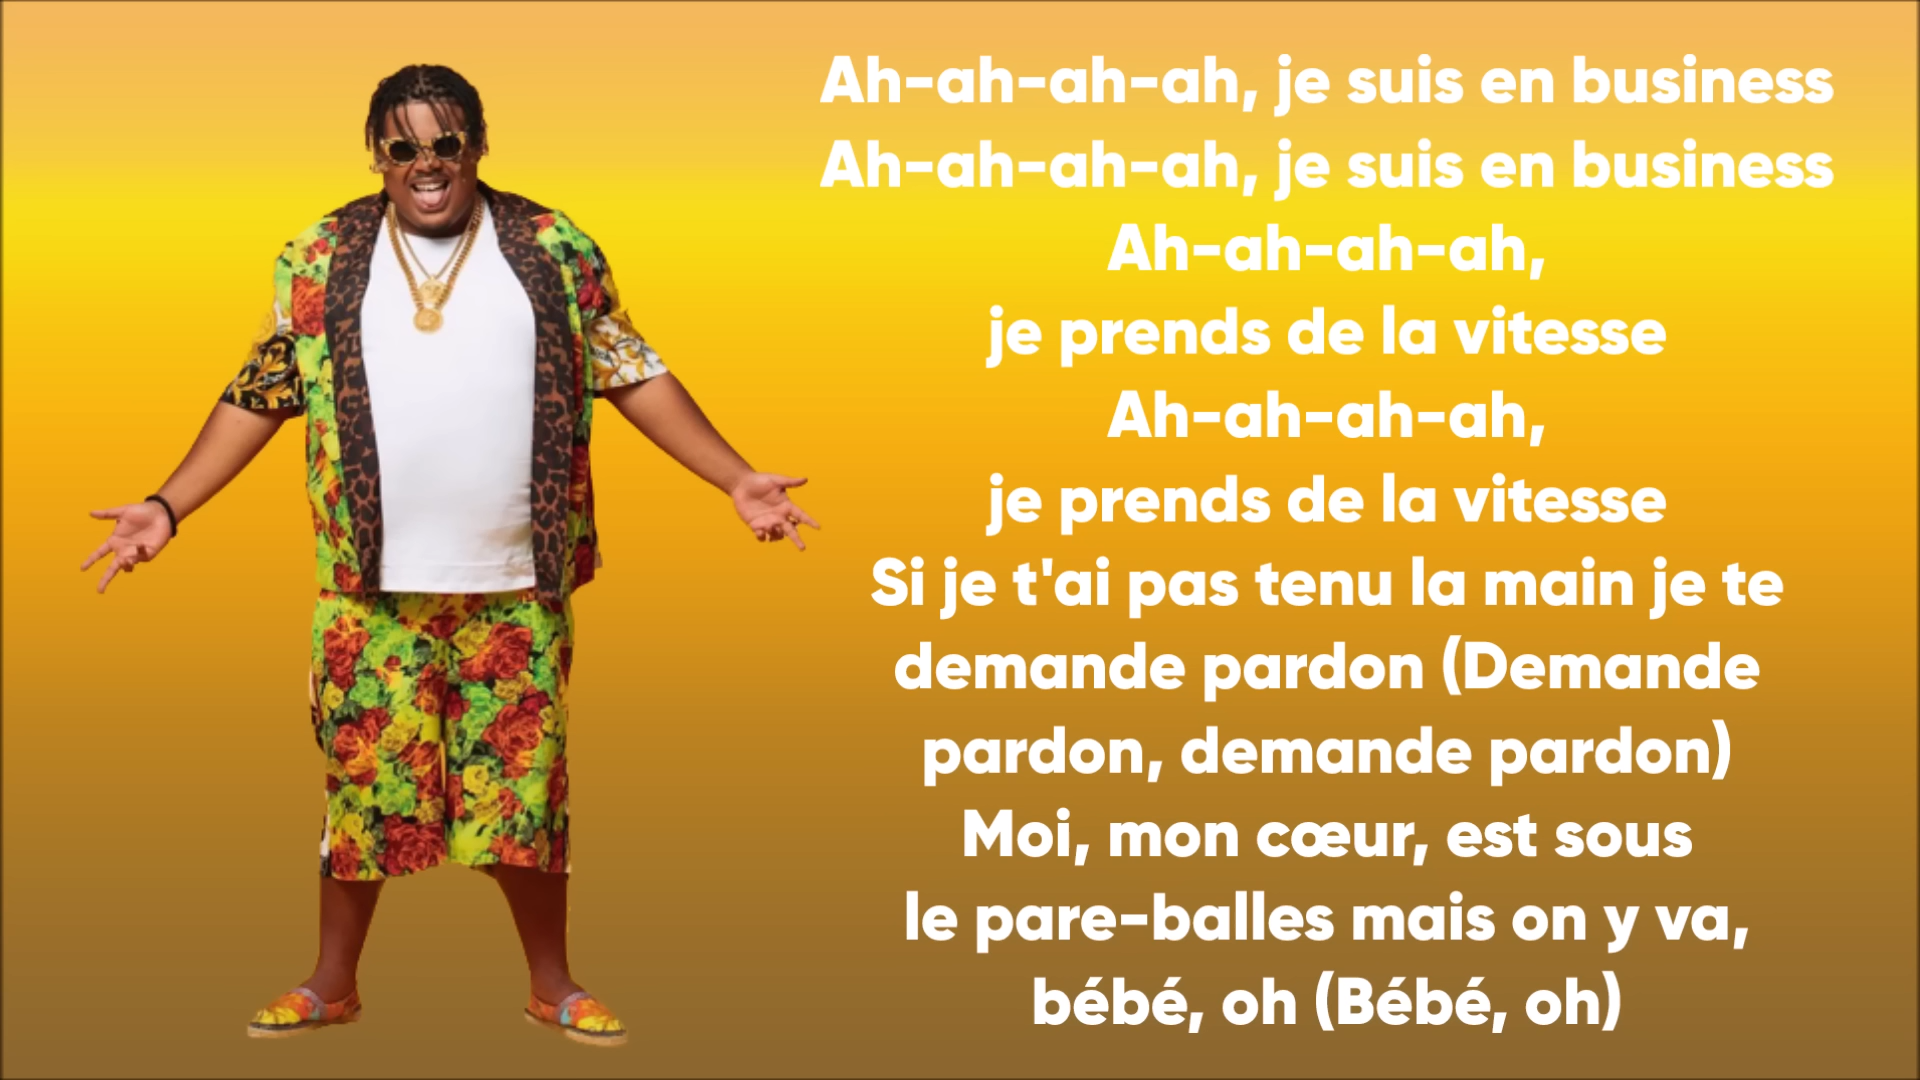 Ah-ah-ah-ah, je suis en business
Ah-ah-ah-ah, je suis en business
Ah-ah-ah-ah,
je prends de la vitesse
Ah-ah-ah-ah,
je prends de la vitesse
Si je t'ai pas tenu la main je te
demande pardon (Demande
pardon, demande pardon)
Moi, mon cœur, est sous
le pare-balles mais on y va,
bébé, oh (Bébé, oh)